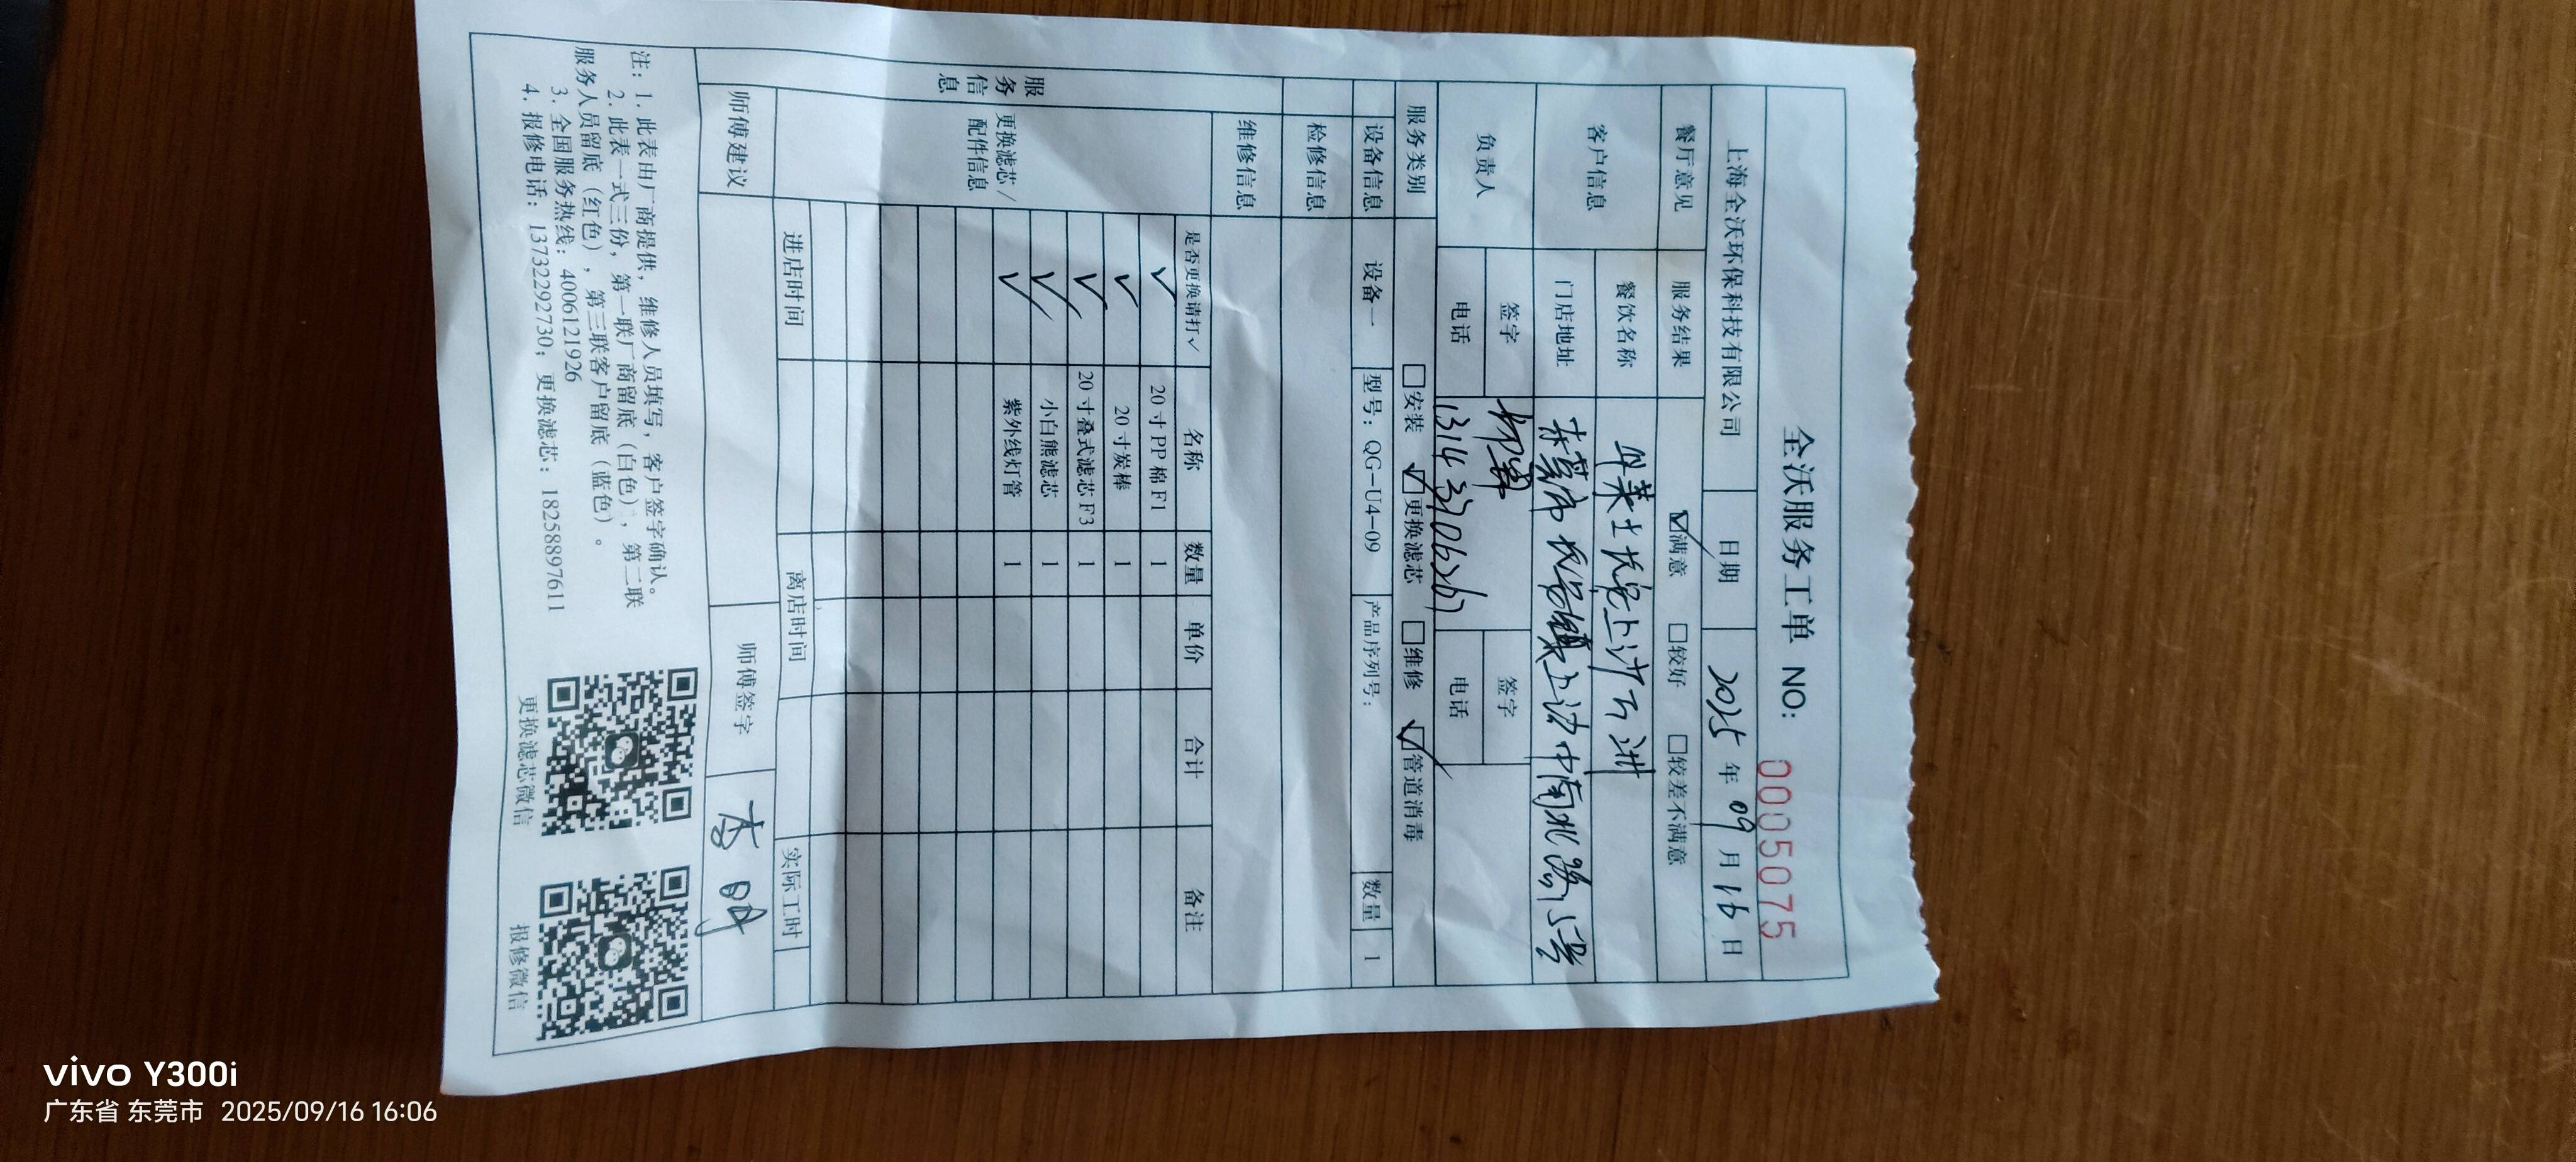 全沃服务工单 NO: 0005075
上海全沃环保科技有限公司 日期 2025 年 09 月 16 日
餐厅意见 服务结果 ☑满意 □较好 □较差不满意
客户信息 餐饮名称
门店地址 东莞市 镇 中南北路 号
负责人 签字 签字
电话 电话
服务类别 □安装 ☑更换滤芯 □维修 ☑管道消毒
设备信息 设备一 型号: QG-U4-09 产品序列号: 数量 1
检修信息
维修信息
服务信息
更换滤芯/配件信息
是否更换请打✓ 名称 数量 单价 合计 备注
✓ 20寸PP棉F1 1
✓ 20寸炭棒 1
✓ 20寸叠式滤芯F3 1
✓ 小白熊滤芯 1
✓ 紫外线灯管 1
进店时间 离店时间 实际工时
师傅建议 师傅签字
注: 1. 此表由厂商提供，维修人员填写，客户签字确认。
2. 此表一式三份，第一联厂商留底（白色），第二联
服务人员留底（红色），第三联客户留底（蓝色）。
3. 全国服务热线: 4006121926
4. 报修电话: 13732292730; 更换滤芯: 18258897611
更换滤芯微信 报修微信
vivo Y300i
广东省 东莞市 2025/09/16 16:06